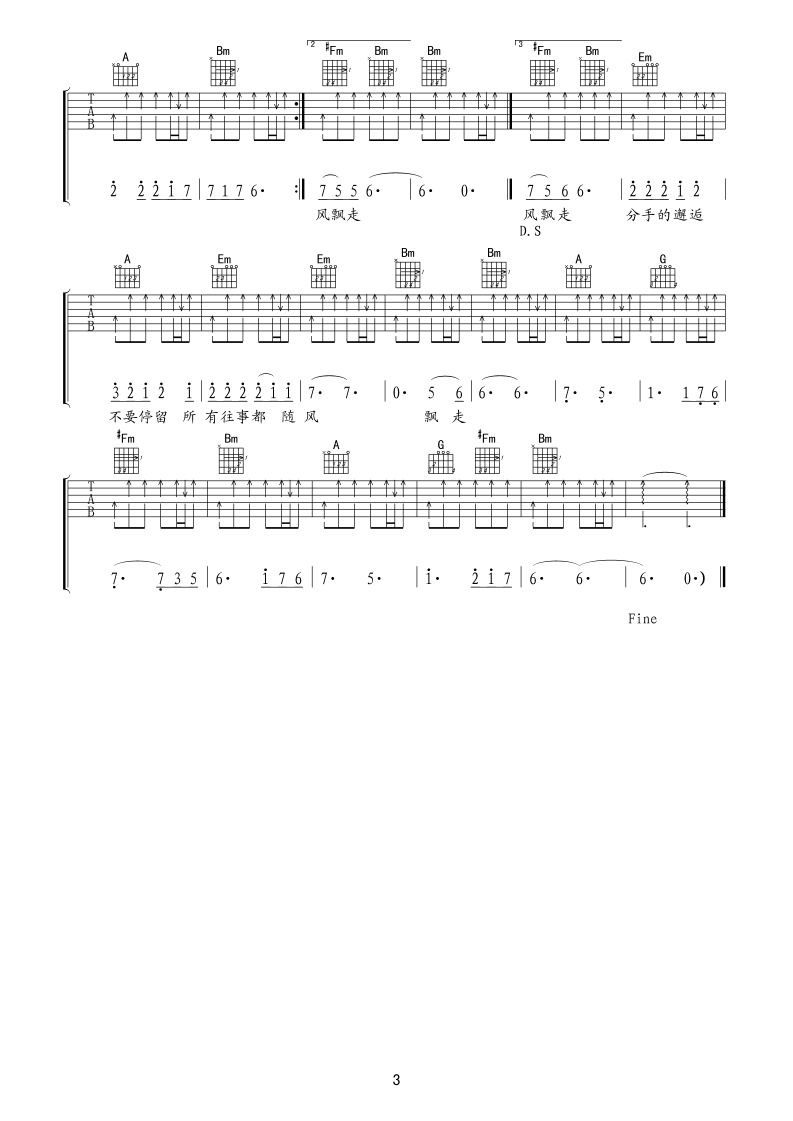 2 3
A Bm ♯Fm Bm Bm ♯Fm Bm Em
T
A
B
2 2 2 1 7 7 1 7 6· 7 5 5 6· 6· 0· 7 5 6 6 6· 2 2 2 1 2
风飘走 风飘走 分手的邂逅
D.S
A Em Em Bm Bm A G
T
A
B
3 2 1 2 1 2 2 2 2 1 1 7· 7· 0· 5 6 6· 6· 7· 5· 1· 1 7 6
不要停留 所 有往事都 随 风 飘 走
♯Fm Bm A G ♯Fm Bm
T
A
B
7· 7 3 5 6· 1 7 6 7· 5· 1· 2 1 7 6· 6· 6· 0·)
Fine
3